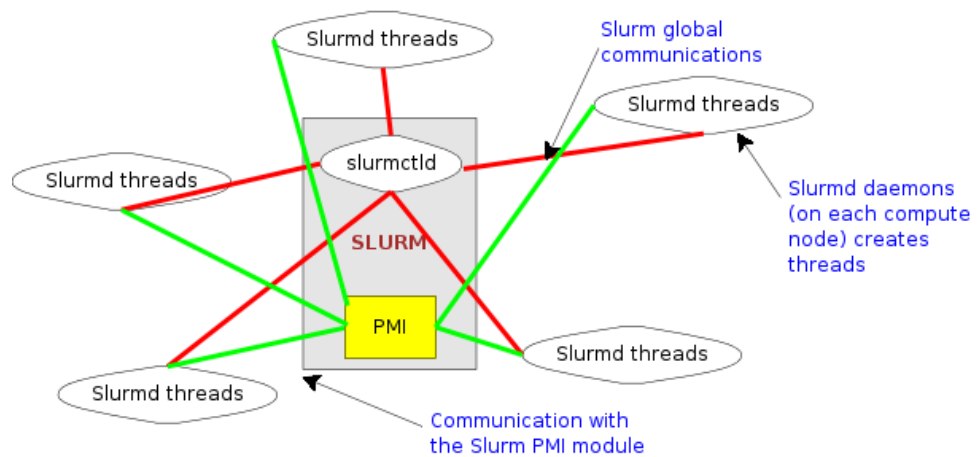 Slurmd threads
Slurm global
communications
Slurmd threads
slurmctld
Slurmd threads
Slurmd daemons
(on each compute
node) creates
threads
SLURM
PMI
Slurmd threads
Slurmd threads
Communication with
the Slurm PMI module